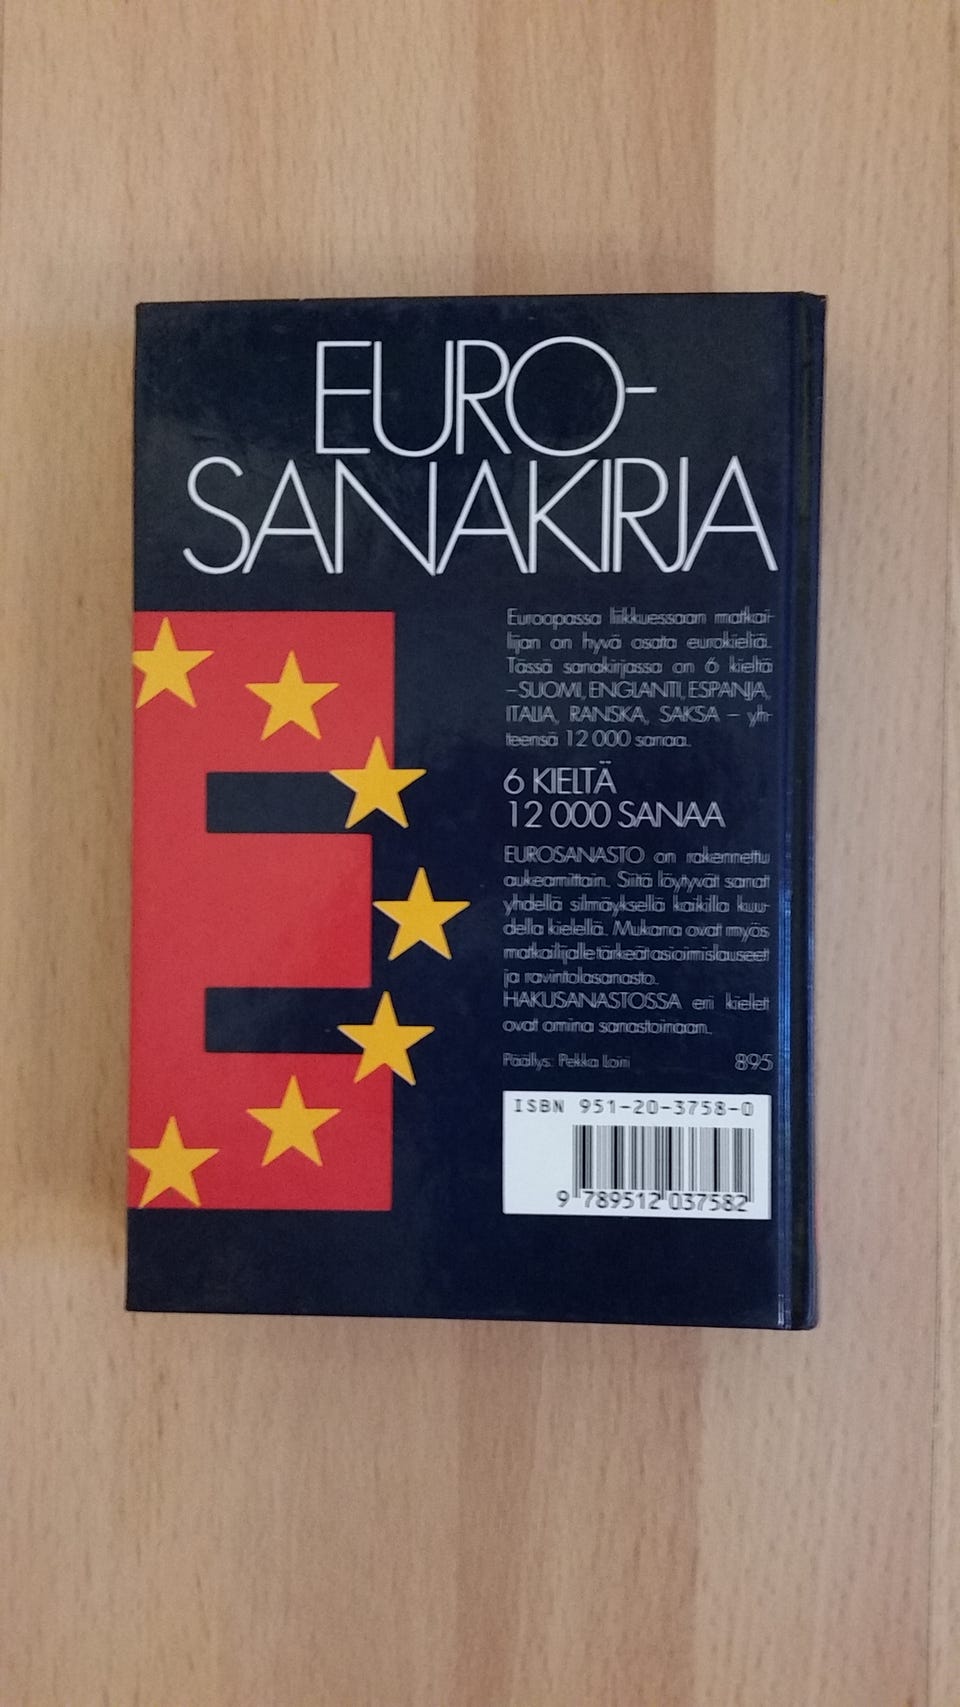 EURO-
SANAKIRJA
Euroopassa liikkuessaan matkai-
lijan on hyvä osata eurokieliä.
Tässä sanakirjassa on 6 kieltä
– SUOMI, ENGLANTI, ESPANJA,
ITALIA, RANSKA, SAKSA – yh-
teensä 12 000 sanaa.
6 KIELTÄ
12 000 SANAA
EUROSANASTO on rakennettu
aukeamittain. Siitä löytyvät sanat
yhdellä silmäyksellä kaikilla kuu-
della kielellä. Mukana ovat myös
matkailijalle tärkeät asioimislauseet
ja ravintolasanasto.
HAKUSANASTOSSA eri kielet
ovat omina sanastoinaan.
Päällys: Pekka Loiri 895
ISBN 951-20-3758-0
9 789512 037582